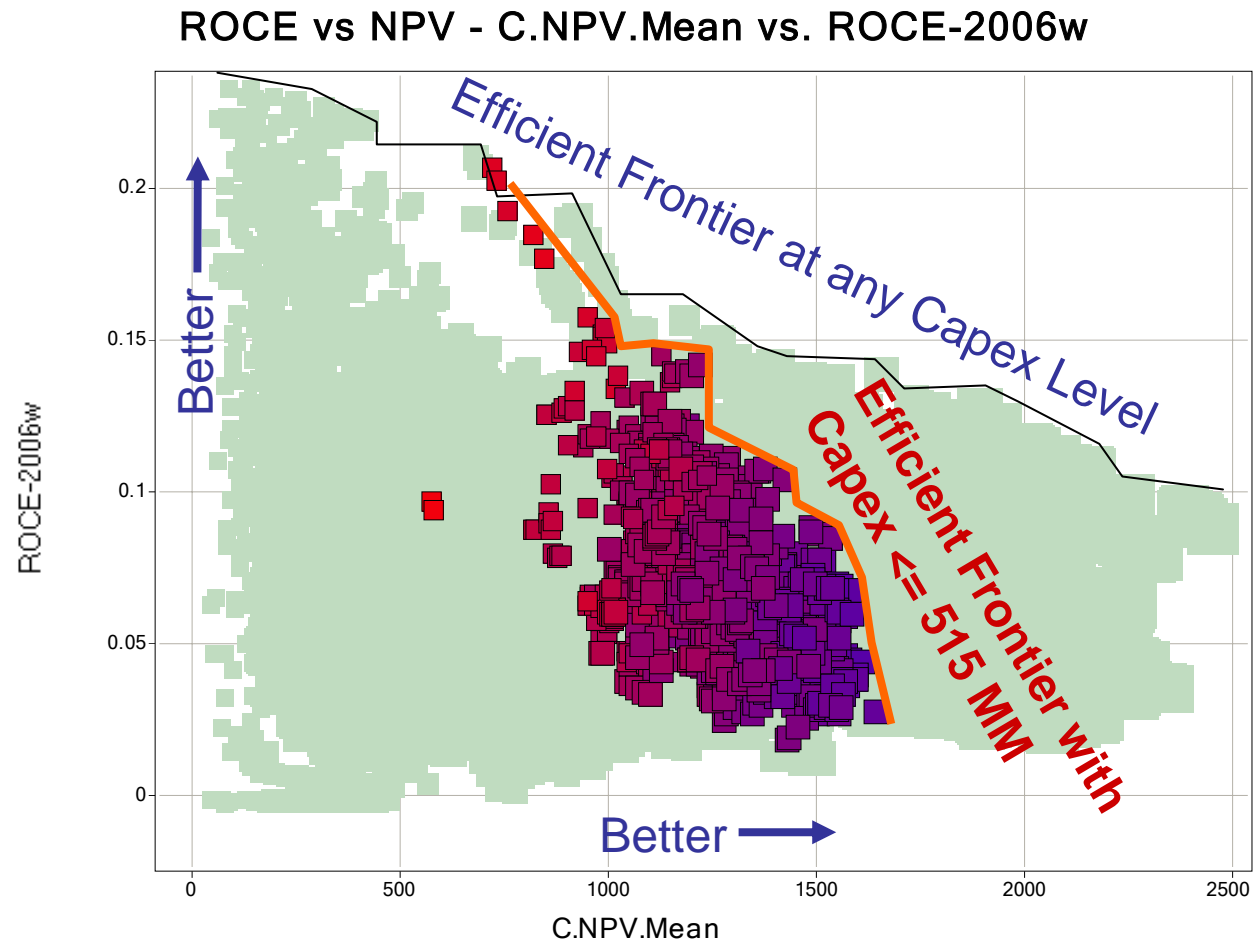 ROCE vs NPV - C.NPV.Mean vs. ROCE-2006w
Efficient Frontier at any Capex Level
Better
0.2
0.15
0.1
0.05
0
ROCE-2006w
Efficient Frontier with
Capex <= 515 MM
Better
0
500
1000
1500
2000
2500
C.NPV.Mean